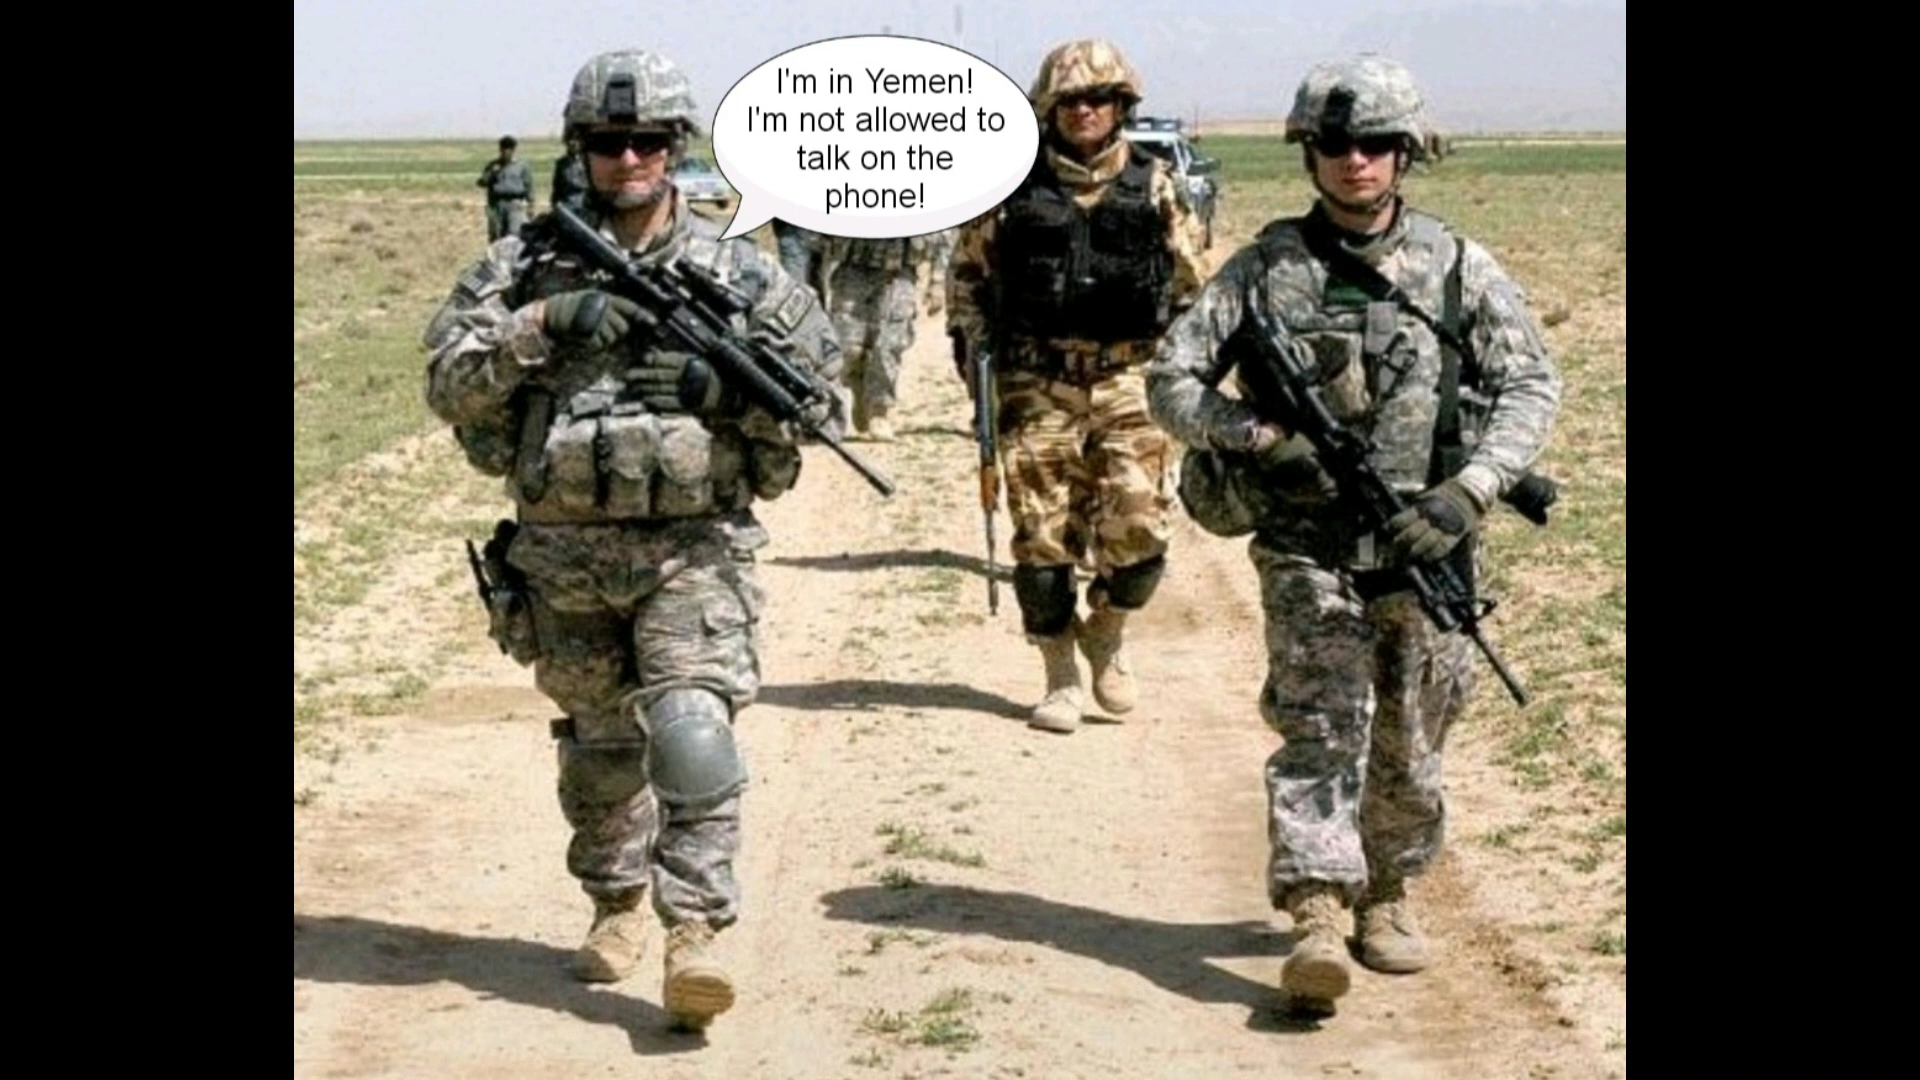 I'm in Yemen!
I'm not allowed to
talk on the
phone!